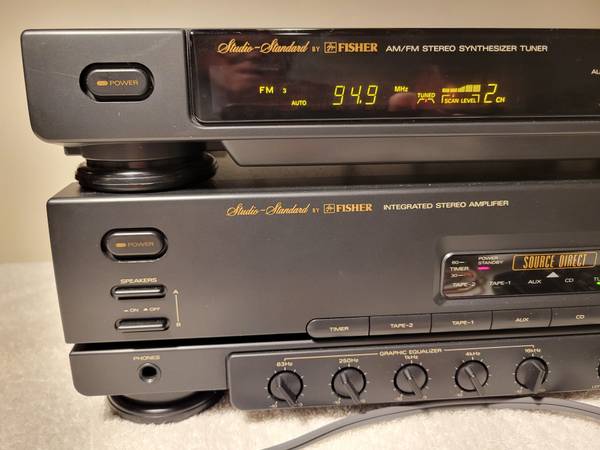 Studio-Standard BY FISHER AM/FM STEREO SYNTHESIZER TUNER
POWER
FM 3 AUTO 94.9 MHz TUNED SCAN LEVEL 2 CH
Studio-Standard BY FISHER INTEGRATED STEREO AMPLIFIER
POWER
SPEAKERS
ON OFF
A
B
60
TIMER
30
POWER
STANDBY
SOURCE DIRECT
TAPE-2 TAPE-1 AUX CD
TIMER TAPE-2 TAPE-1 AUX CD
PHONES
GRAPHIC EQUALIZER
63Hz 250Hz 1kHz 4kHz 16kHz